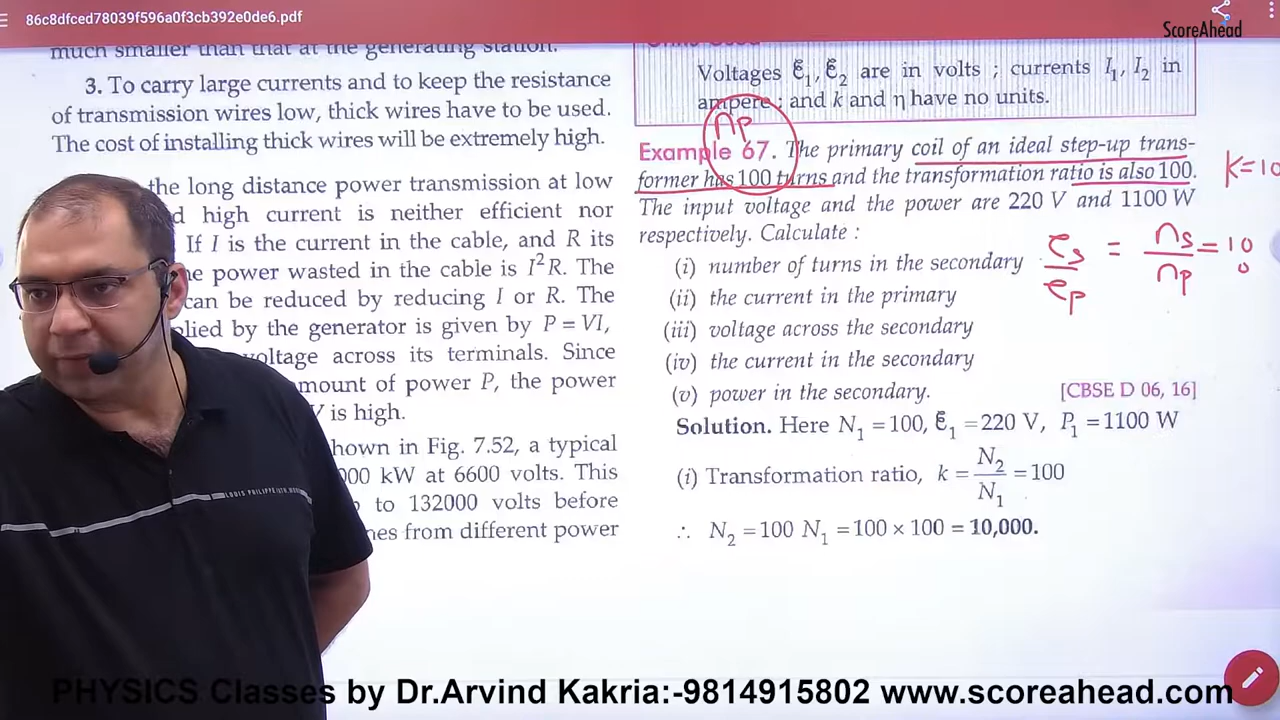 86c8dfced78039f596a0f3cb392e0de6.pdf
ScoreAhead
much smaller than that at the generating station.
3. To carry large currents and to keep the resistance
of transmission wires low, thick wires have to be used.
The cost of installing thick wires will be extremely high.
the long distance power transmission at low
high current is neither efficient nor
If I is the current in the cable, and R its
power wasted in the cable is I²R. The
can be reduced by reducing I or R. The
by the generator is given by P = VI,
voltage across its terminals. Since
amount of power P, the power
is high.
shown in Fig. 7.52, a typical
kW at 6600 volts. This
to 132000 volts before
from different power
Voltages ℰ₁, ℰ₂ are in volts ; currents I₁, I₂ in
ampere ; and k and η have no units.
np
Example 67. The primary coil of an ideal step-up trans-
former has 100 turns and the transformation ratio is also 100.
The input voltage and the power are 220 V and 1100 W
respectively. Calculate :
(i) number of turns in the secondary
(ii) the current in the primary
(iii) voltage across the secondary
(iv) the current in the secondary
(v) power in the secondary. [CBSE D 06, 16]
K=10
es/ep = ns/np = 100
Solution. Here N₁ = 100, ℰ₁ = 220 V, P₁ = 1100 W
(i) Transformation ratio, k = N₂/N₁ = 100
∴ N₂ = 100 N₁ = 100 × 100 = 10,000.
LOUIS PHILIPPE
PHYSICS Classes by Dr.Arvind Kakria:-9814915802 www.scoreahead.com